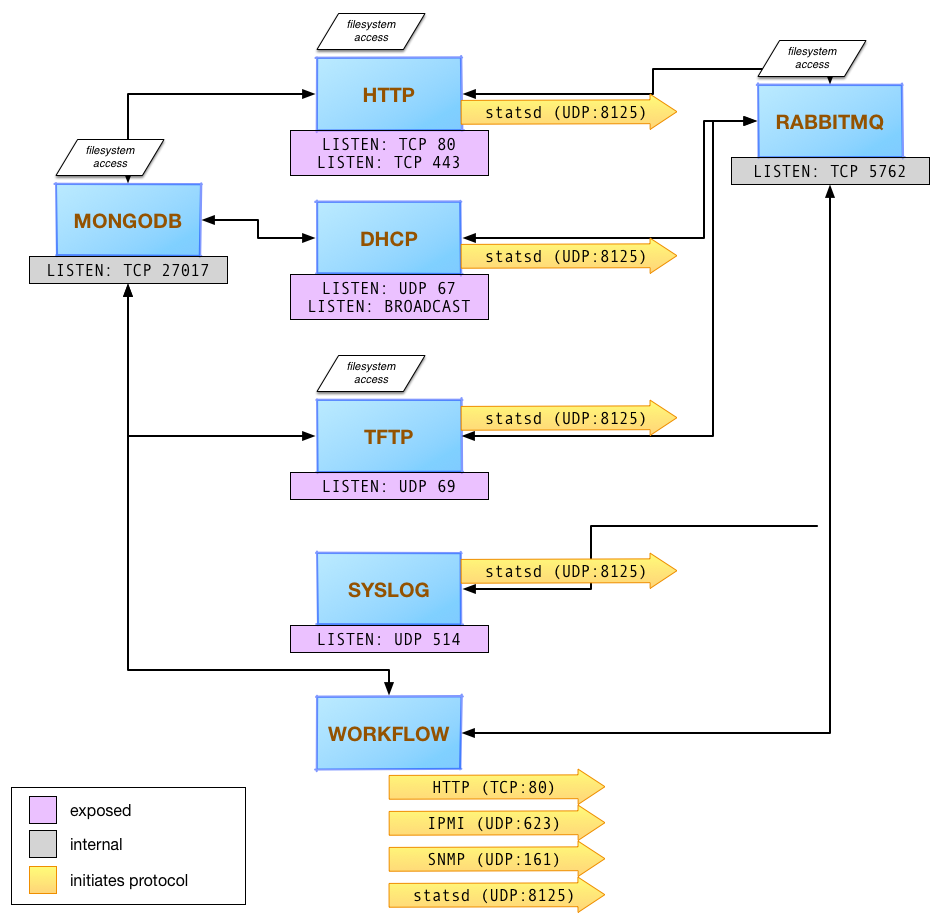 filesystem
access
HTTP
statsd (UDP:8125)
LISTEN: TCP 80
LISTEN: TCP 443
filesystem
access
RABBITMQ
LISTEN: TCP 5762
filesystem
access
MONGODB
LISTEN: TCP 27017
DHCP
statsd (UDP:8125)
LISTEN: UDP 67
LISTEN: BROADCAST
filesystem
access
TFTP
statsd (UDP:8125)
LISTEN: UDP 69
SYSLOG
statsd (UDP:8125)
LISTEN: UDP 514
WORKFLOW
HTTP (TCP:80)
IPMI (UDP:623)
SNMP (UDP:161)
statsd (UDP:8125)
exposed
internal
initiates protocol